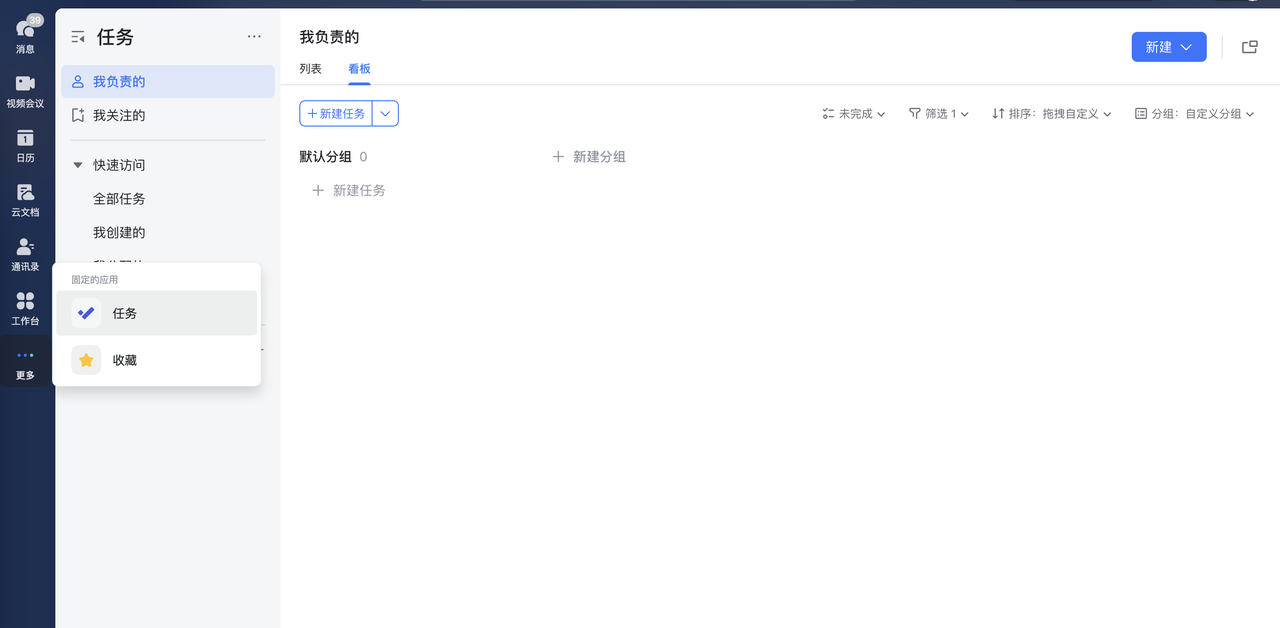 39
消息
视频会议
1
日历
云文档
通讯录
工作台
更多
任务
我负责的
我关注的
快速访问
全部任务
我创建的
固定的应用
任务
收藏
我负责的
列表
看板
新建
新建任务
未完成
筛选 1
排序：拖拽自定义
分组：自定义分组
默认分组 0
新建分组
新建任务